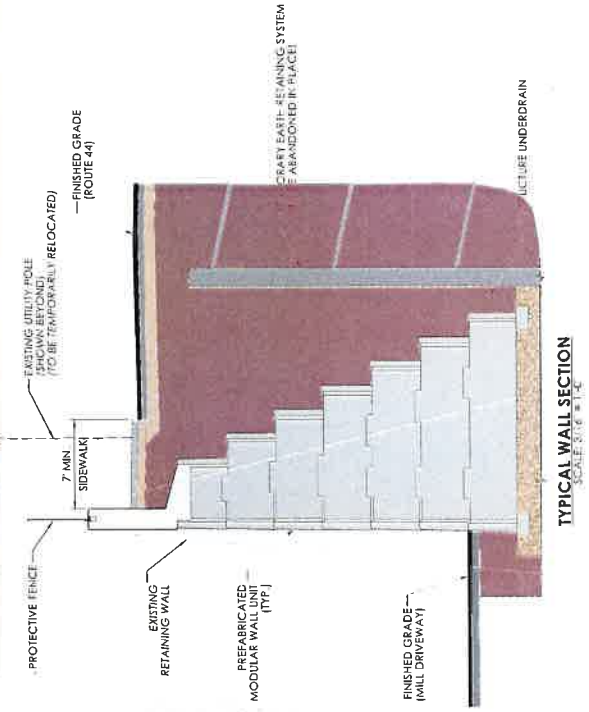 PROTECTIVE FENCE
EXISTING UTILITY POLE
(SHOWN BEYOND)
(TO BE TEMPORARILY RELOCATED)
7' MIN
SIDEWALK)
FINISHED GRADE
(ROUTE 44)
EXISTING
RETAINING WALL
PREFABRICATED
MODULAR WALL UNIT
(TYP.)
ORARY EARTH RETAINING SYSTEM
E ABANDONED IN PLACE)
FINISHED GRADE
(MILL DRIVEWAY)
UCTURE UNDERDRAIN
TYPICAL WALL SECTION
SCALE: